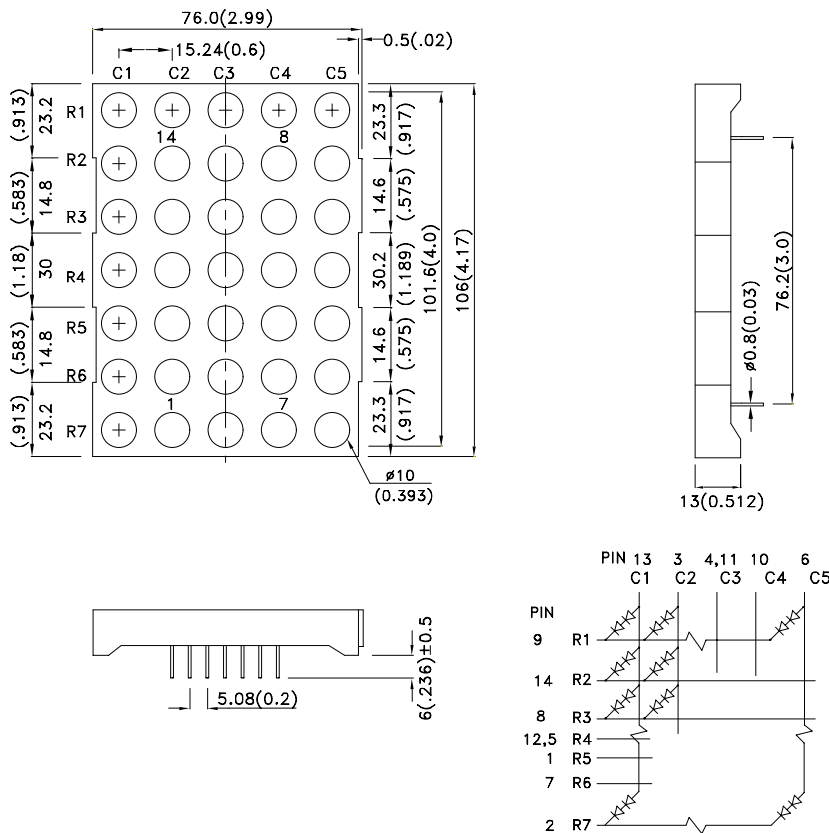 76.0(2.99)
15.24(0.6)
0.5(.02)
C1 C2 C3 C4 C5
(.913) 23.2 R1 23.3 (.917)
14 8
R2
(.583) 14.8 14.6 (.575)
R3
(1.18) 30 R4 30.2 (1.189)
101.6(4.0)
106(4.17)
R5
(.583) 14.8 14.6 (.575)
R6
1 7
(.913) 23.2 R7 23.3 (.917)
ø10
(0.393)
76.2(3.0)
ø0.8(0.03)
13(0.512)
5.08(0.2)
6(.236)±0.5
PIN 13 3 4,11 10 6
C1 C2 C3 C4 C5
PIN
9 R1
14 R2
8 R3
12,5 R4
1 R5
7 R6
2 R7